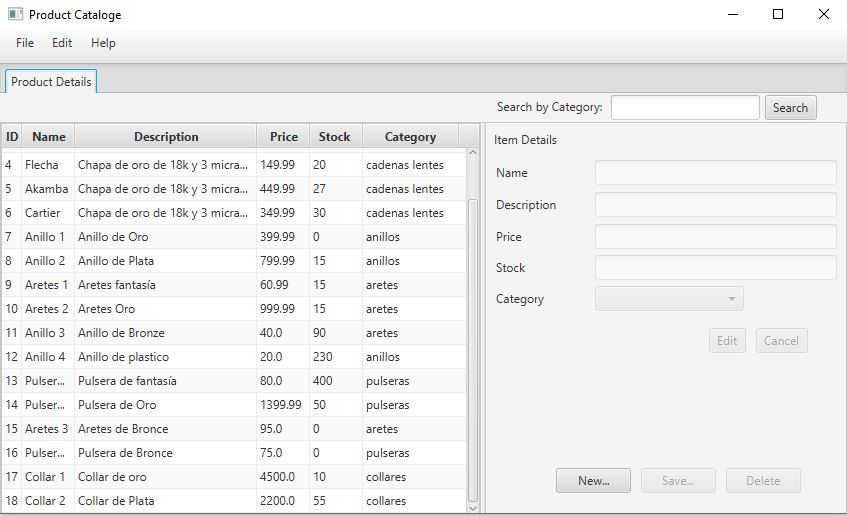 Product Cataloge
File Edit Help
Product Details
Search by Category: Search
ID Name Description Price Stock Category
4 Flecha Chapa de oro de 18k y 3 micra... 149.99 20 cadenas lentes
5 Akamba Chapa de oro de 18k y 3 micra... 449.99 27 cadenas lentes
6 Cartier Chapa de oro de 18k y 3 micra... 349.99 30 cadenas lentes
7 Anillo 1 Anillo de Oro 399.99 0 anillos
8 Anillo 2 Anillo de Plata 799.99 15 anillos
9 Aretes 1 Aretes fantasía 60.99 15 aretes
10 Aretes 2 Aretes Oro 999.99 15 aretes
11 Anillo 3 Anillo de Bronze 40.0 90 aretes
12 Anillo 4 Anillo de plastico 20.0 230 anillos
13 Pulser... Pulsera de fantasía 80.0 400 pulseras
14 Pulser... Pulsera de Oro 1399.99 50 pulseras
15 Aretes 3 Aretes de Bronce 95.0 0 aretes
16 Pulser... Pulsera de Bronce 75.0 0 pulseras
17 Collar 1 Collar de oro 4500.0 10 collares
18 Collar 2 Collar de Plata 2200.0 55 collares
Item Details
Name
Description
Price
Stock
Category
Edit Cancel
New... Save... Delete